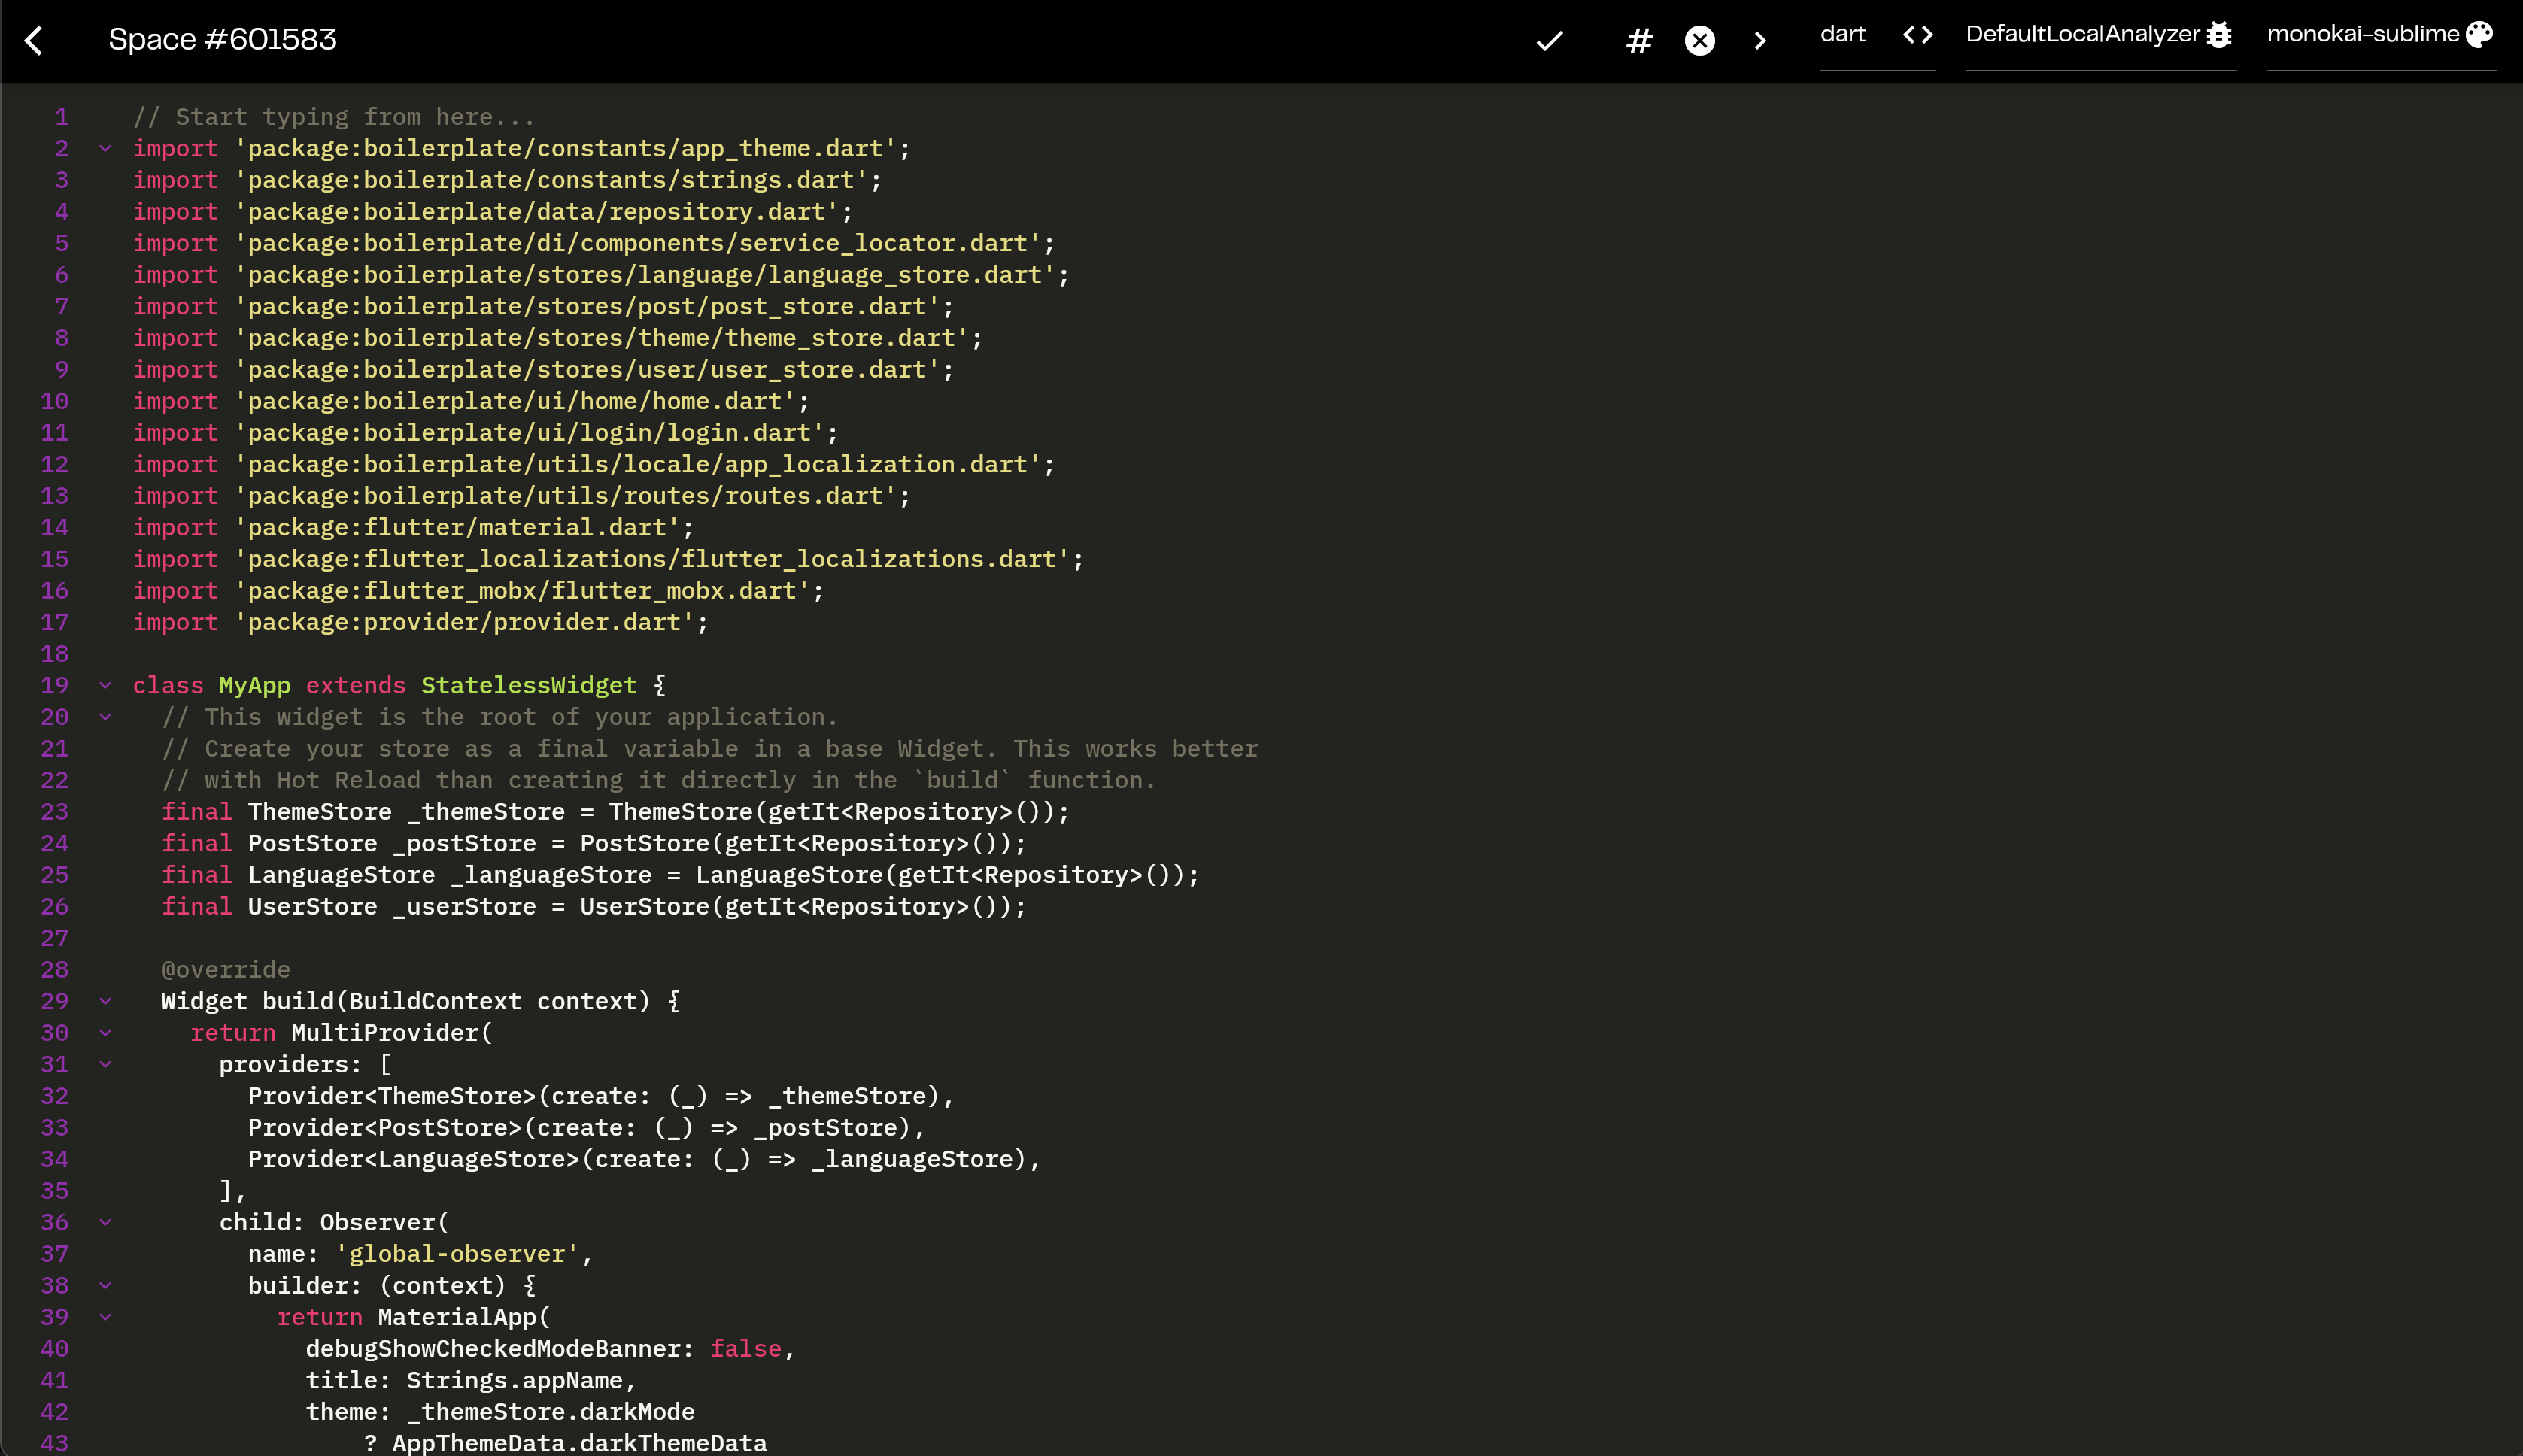 Space #601583
dart
DefaultLocalAnalyzer
monokai-sublime
1 // Start typing from here...
2 import 'package:boilerplate/constants/app_theme.dart';
3 import 'package:boilerplate/constants/strings.dart';
4 import 'package:boilerplate/data/repository.dart';
5 import 'package:boilerplate/di/components/service_locator.dart';
6 import 'package:boilerplate/stores/language/language_store.dart';
7 import 'package:boilerplate/stores/post/post_store.dart';
8 import 'package:boilerplate/stores/theme/theme_store.dart';
9 import 'package:boilerplate/stores/user/user_store.dart';
10 import 'package:boilerplate/ui/home/home.dart';
11 import 'package:boilerplate/ui/login/login.dart';
12 import 'package:boilerplate/utils/locale/app_localization.dart';
13 import 'package:boilerplate/utils/routes/routes.dart';
14 import 'package:flutter/material.dart';
15 import 'package:flutter_localizations/flutter_localizations.dart';
16 import 'package:flutter_mobx/flutter_mobx.dart';
17 import 'package:provider/provider.dart';
18
19 class MyApp extends StatelessWidget {
20   // This widget is the root of your application.
21   // Create your store as a final variable in a base Widget. This works better
22   // with Hot Reload than creating it directly in the `build` function.
23   final ThemeStore _themeStore = ThemeStore(getIt<Repository>());
24   final PostStore _postStore = PostStore(getIt<Repository>());
25   final LanguageStore _languageStore = LanguageStore(getIt<Repository>());
26   final UserStore _userStore = UserStore(getIt<Repository>());
27
28   @override
29   Widget build(BuildContext context) {
30     return MultiProvider(
31       providers: [
32         Provider<ThemeStore>(create: (_) => _themeStore),
33         Provider<PostStore>(create: (_) => _postStore),
34         Provider<LanguageStore>(create: (_) => _languageStore),
35       ],
36       child: Observer(
37         name: 'global-observer',
38         builder: (context) {
39           return MaterialApp(
40             debugShowCheckedModeBanner: false,
41             title: Strings.appName,
42             theme: _themeStore.darkMode
43                 ? AppThemeData.darkThemeData